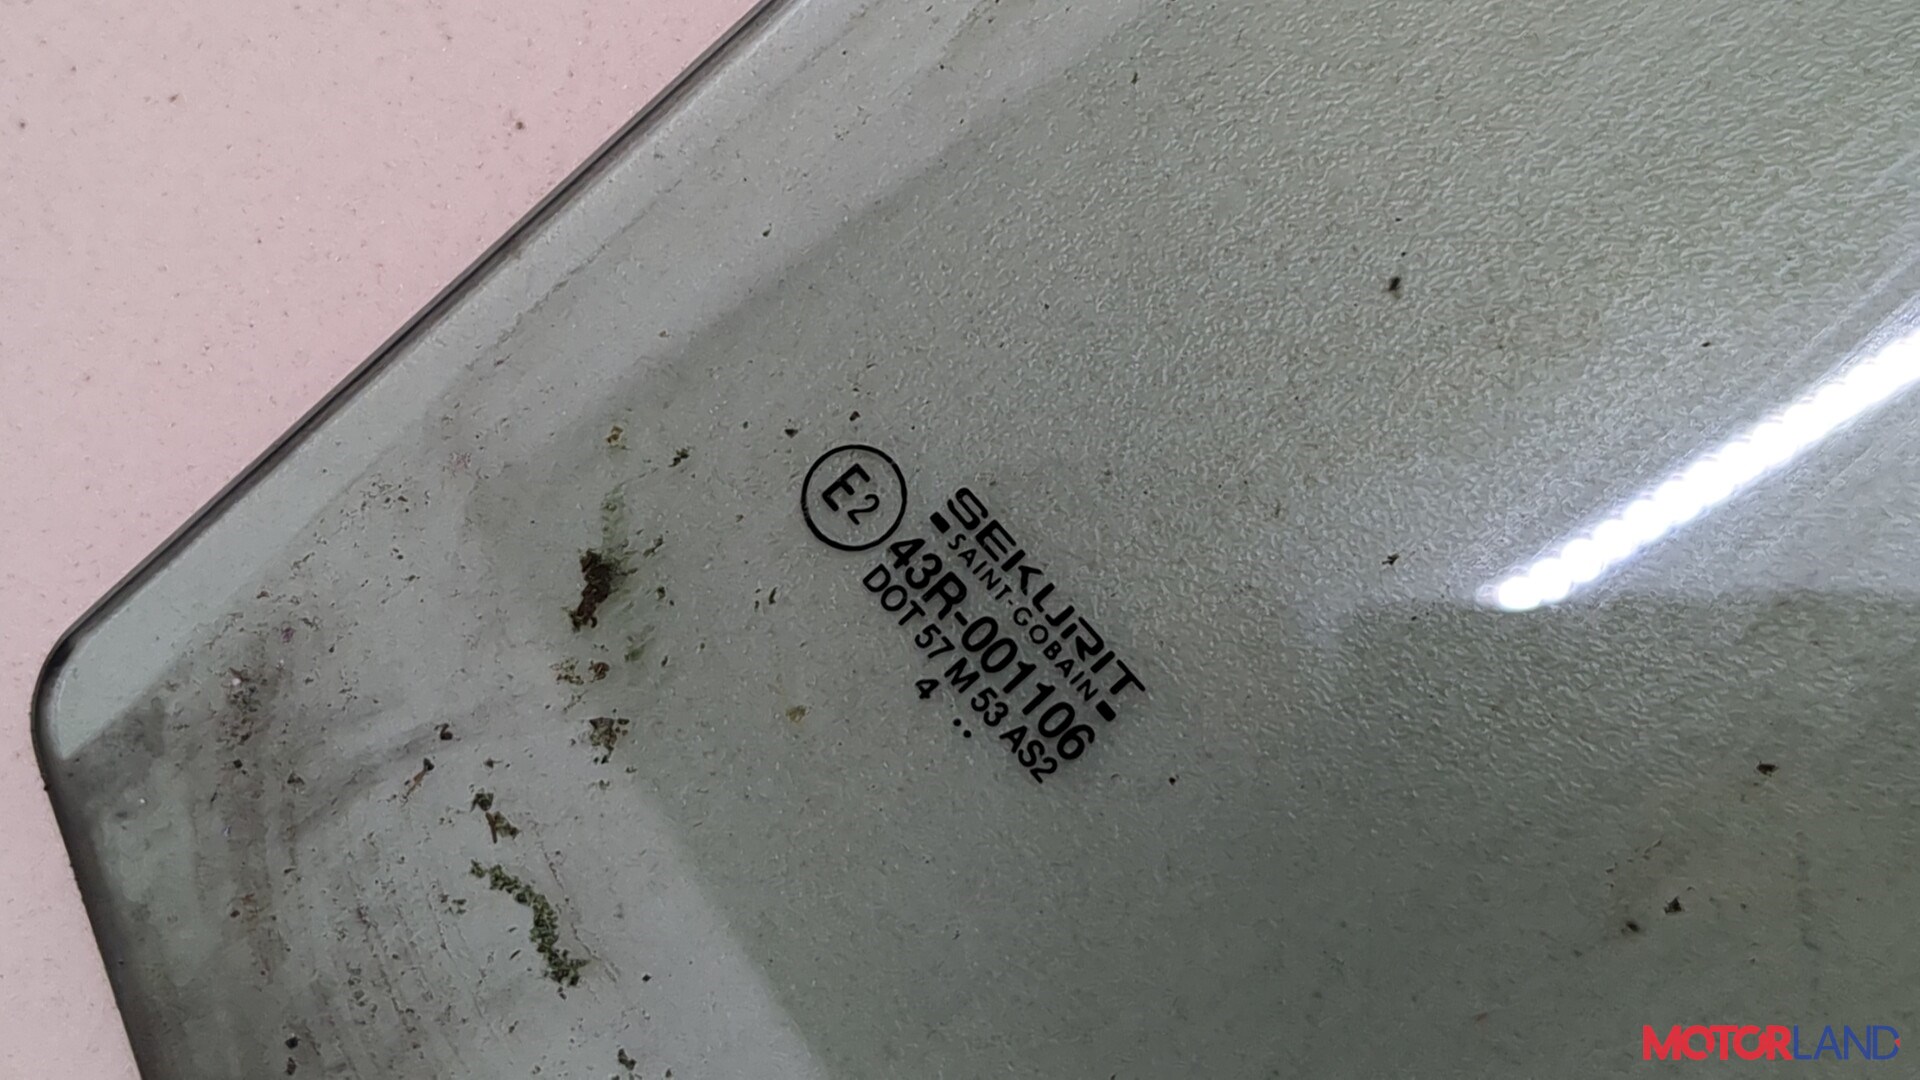 SEKURIT
-SAINT-GOBAIN-
E2
43R-001106
DOT 57 M 53 AS2
4 ..
MOTORLAND